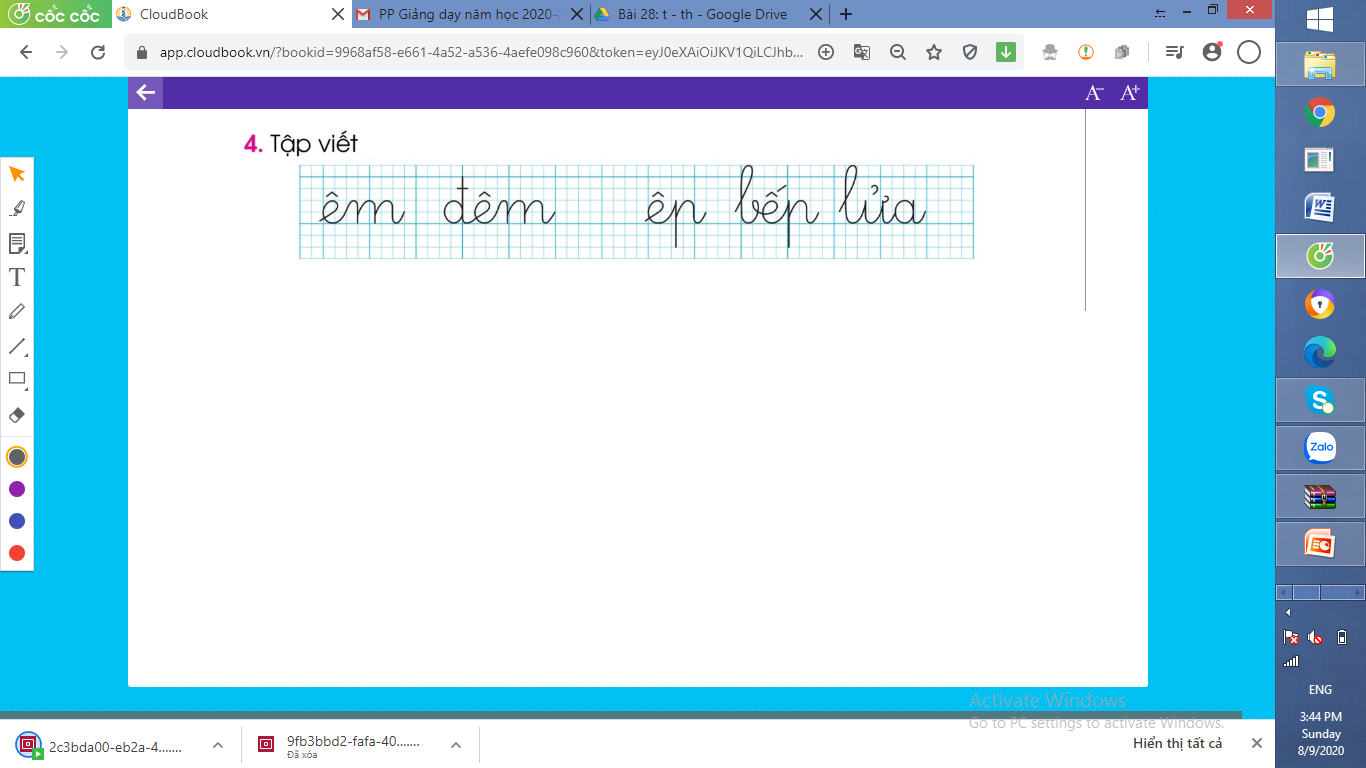 cốc cốc
CloudBook
PP Giảng dạy năm học 2020-2
Bài 28: t - th - Google Drive
app.cloudbook.vn/?bookid=9968af58-e661-4a52-a536-4aefe098c960&token=eyJ0eXAiOiJKV1QiLCJhb...
A⁻ A⁺
4. Tập viết
êm đêm êp bếp lửa
T
W
S
Zalo
Activate Windows
Go to PC settings to activate Windows.
ENG
3:44 PM
Sunday
8/9/2020
2c3bda00-eb2a-4.......
9fb3bbd2-fafa-40.......
Đã xóa
Hiển thị tất cả